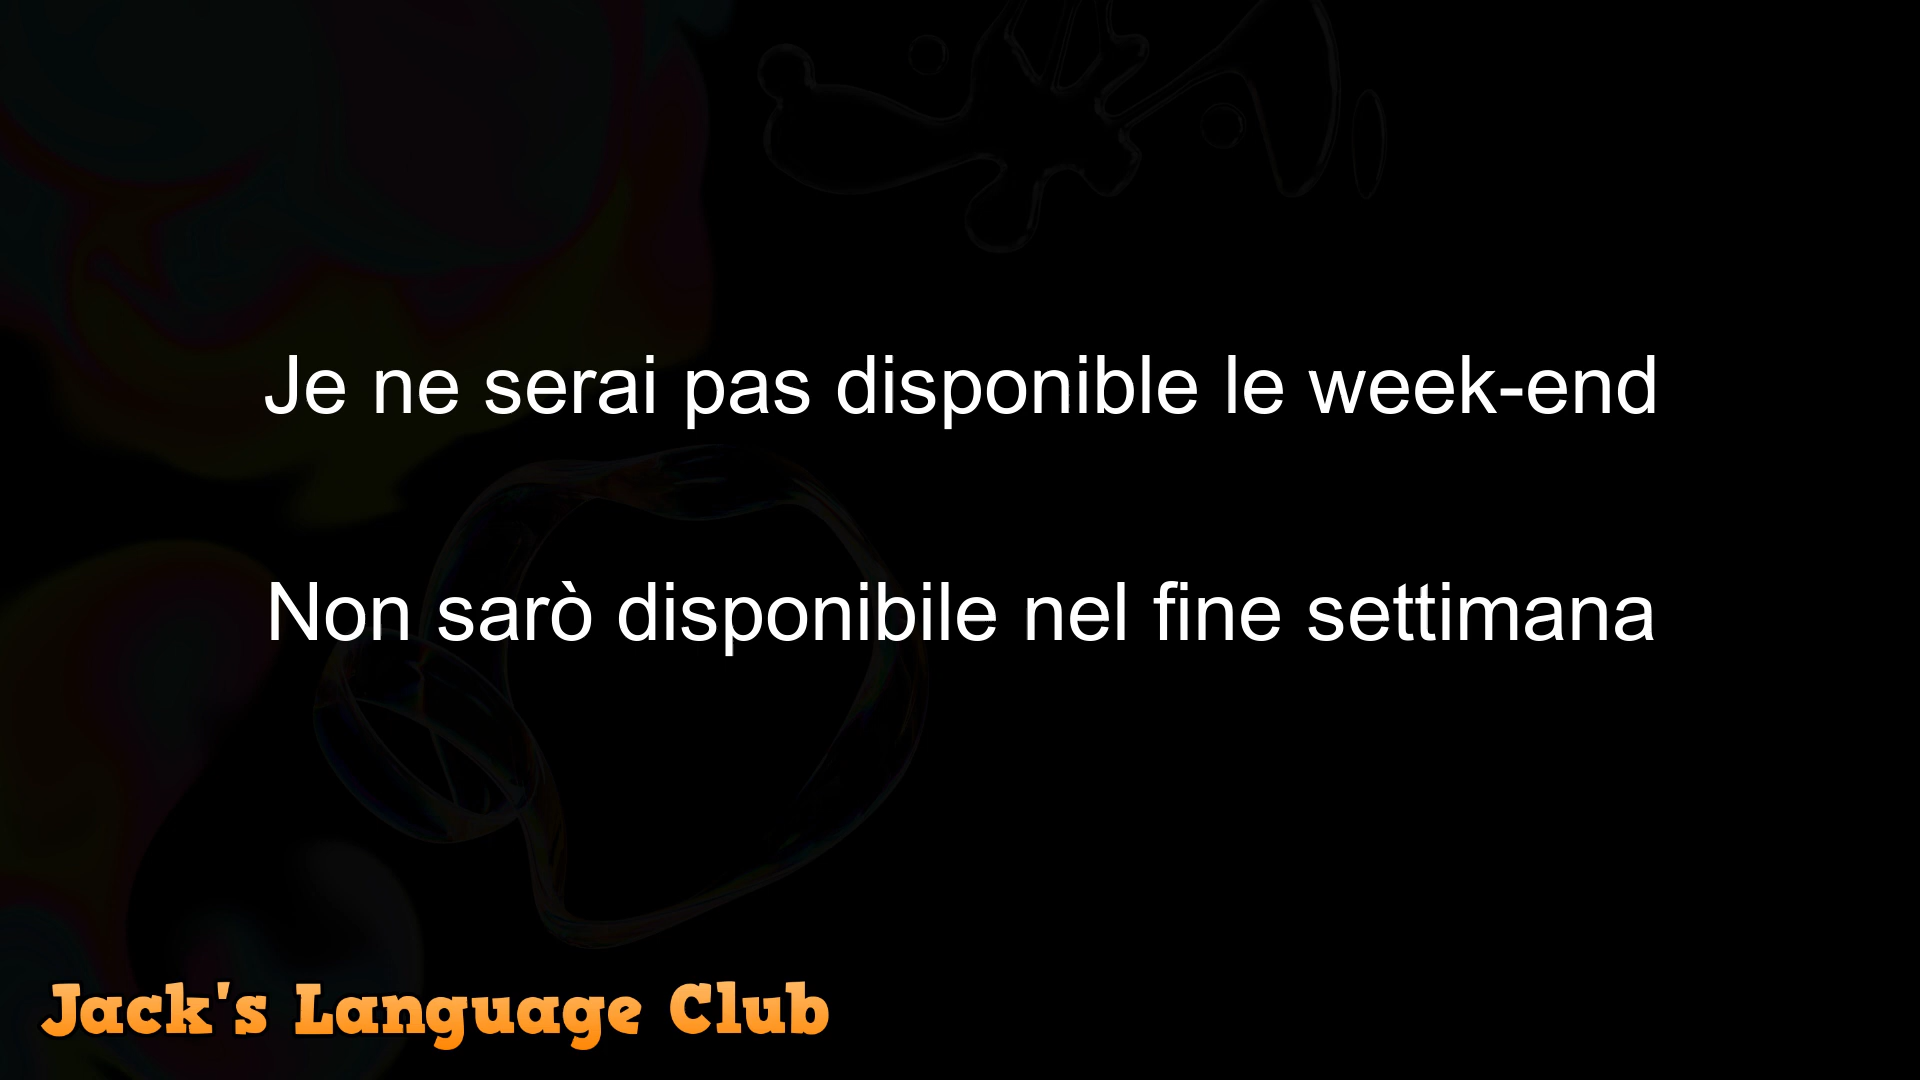 Je ne serai pas disponible le week-end
Non sarò disponibile nel fine settimana
Jack's Language Club